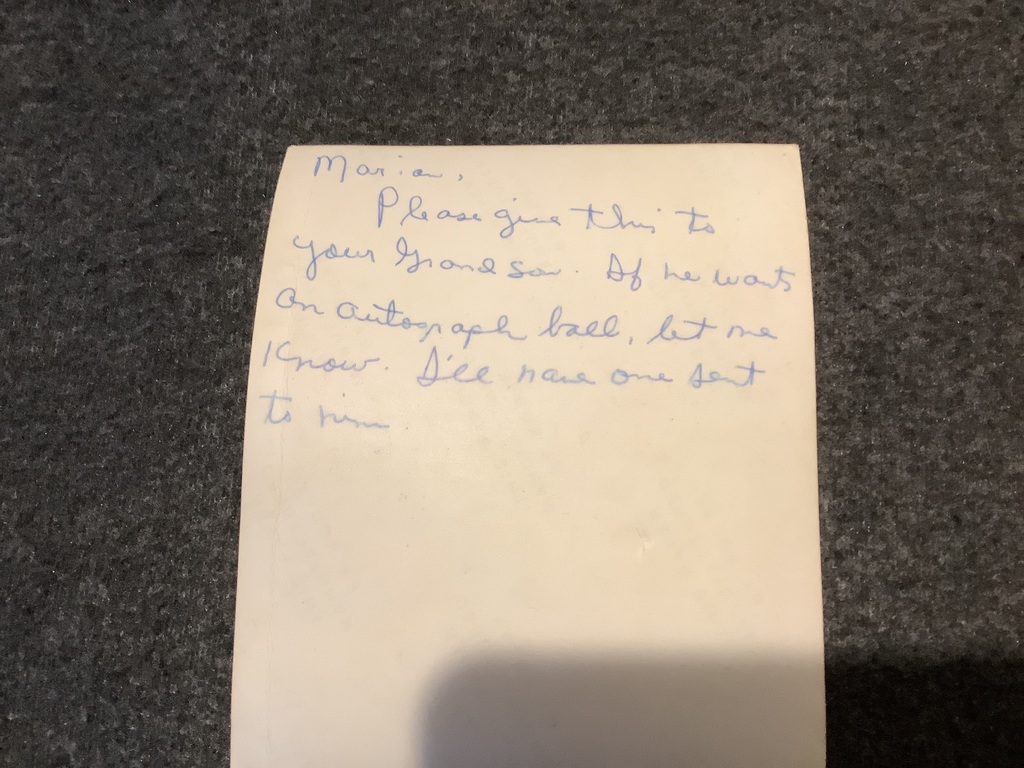 Marian,
Please give this to
your Grandson. If he wants
an autograph ball, let me
know. I'll have one sent
to him